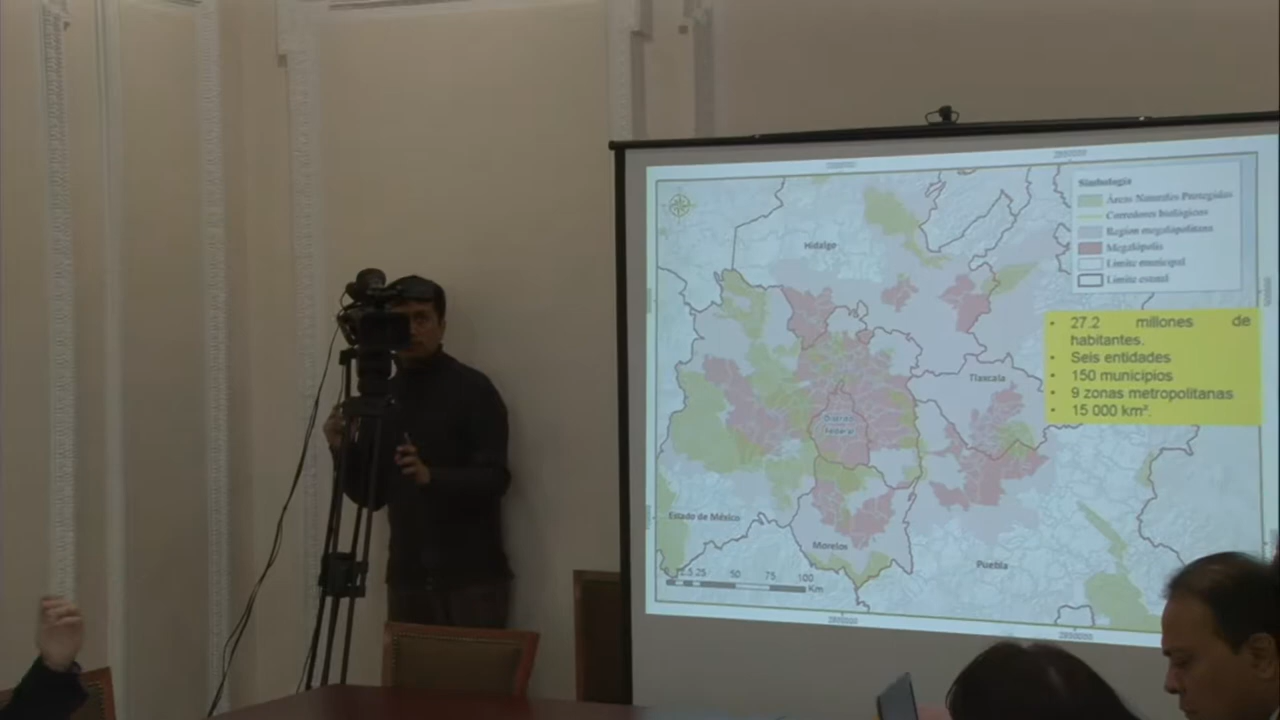 Simbología
Áreas Naturales Protegidas
Corredores biológicos
Región megalopolitana
Megalópolis
Límite municipal
Límite estatal
Hidalgo
• 27.2 millones de
habitantes.
• Seis entidades
• 150 municipios
• 9 zonas metropolitanas
• 15 000 km².
Tlaxcala
Distrito
Federal
Estado de México
Morelos
Puebla
50 75 100
Km